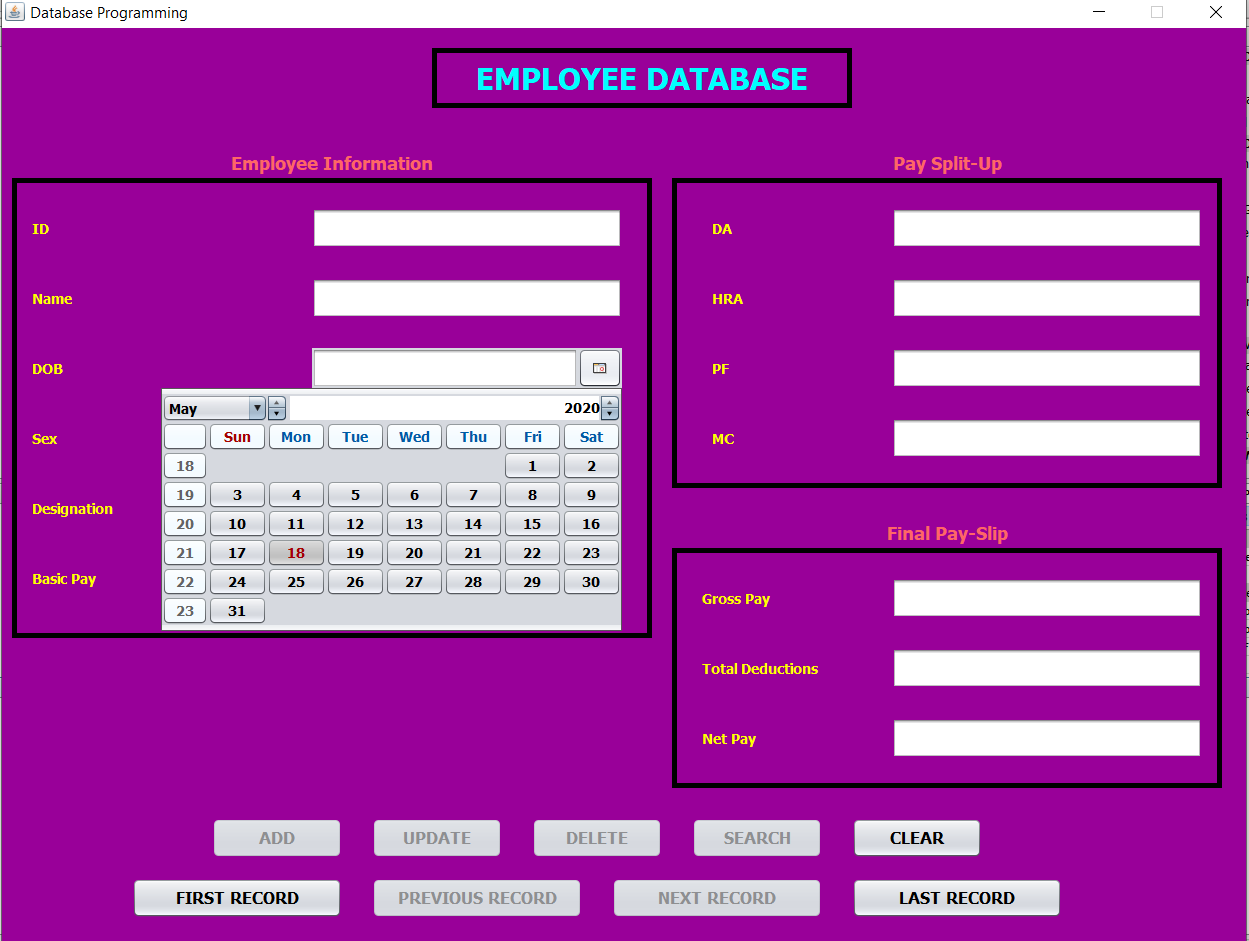 Database Programming
EMPLOYEE DATABASE
Employee Information
ID
Name
DOB
May 2020
Sun Mon Tue Wed Thu Fri Sat
18 1 2
19 3 4 5 6 7 8 9
20 10 11 12 13 14 15 16
21 17 18 19 20 21 22 23
22 24 25 26 27 28 29 30
23 31
Sex
Designation
Basic Pay
Pay Split-Up
DA
HRA
PF
MC
Final Pay-Slip
Gross Pay
Total Deductions
Net Pay
ADD UPDATE DELETE SEARCH CLEAR
FIRST RECORD PREVIOUS RECORD NEXT RECORD LAST RECORD